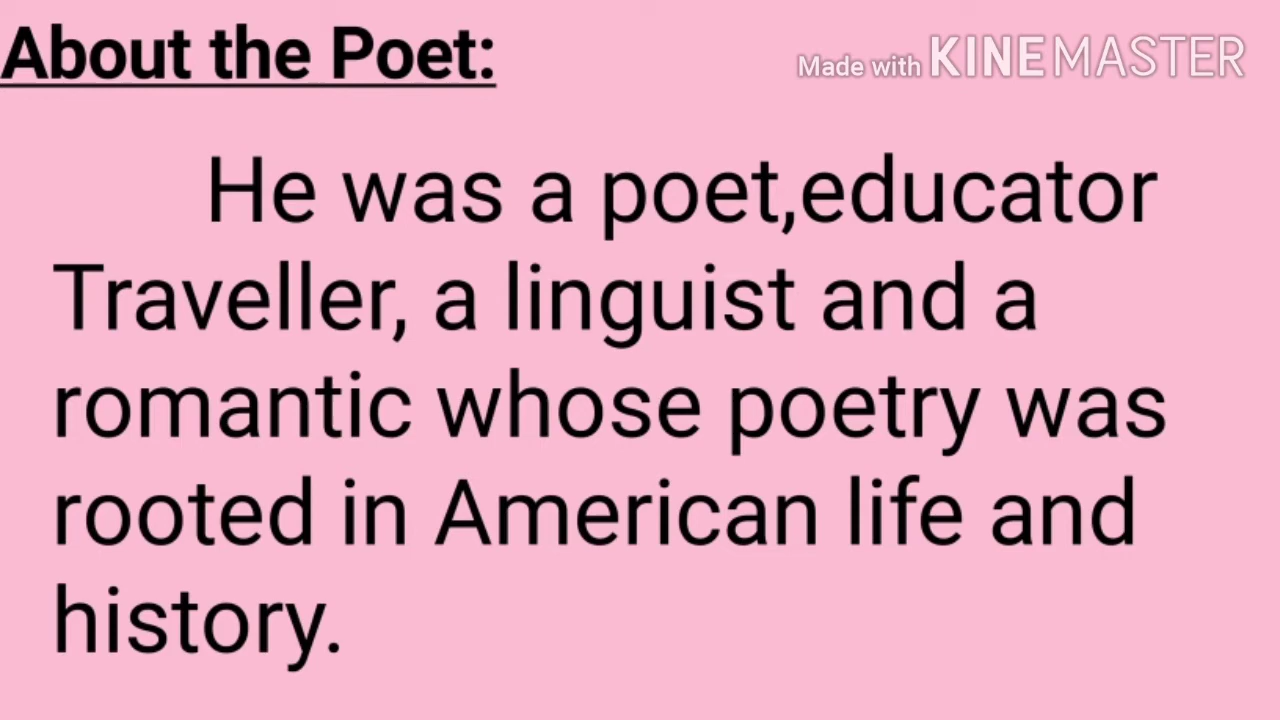 About the Poet:
Made with KINEMASTER
He was a poet,educator
Traveller, a linguist and a
romantic whose poetry was
rooted in American life and
history.